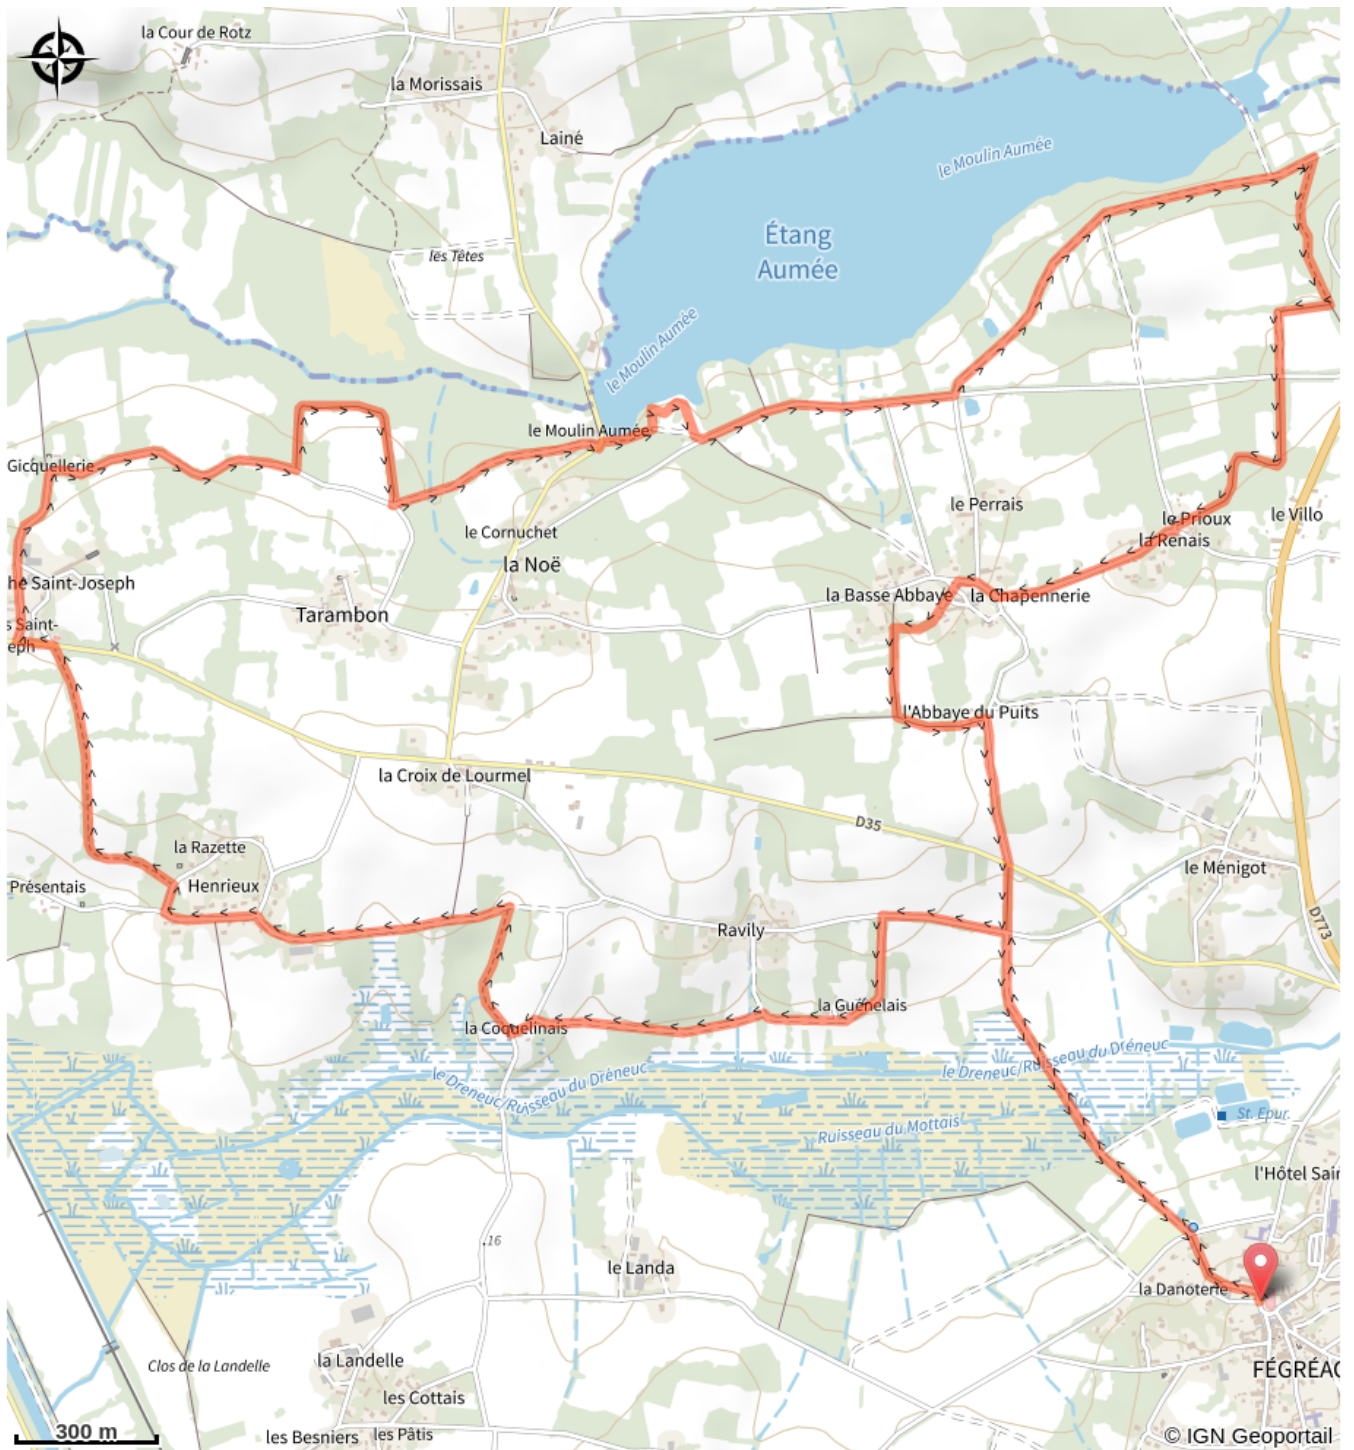 la Cour de Rotz
la Morissais
Lainé
le Moulin Aumée
Étang
Aumée
les Têtes
le Moulin Aumée
le Moulin Aumée
Gicquellerie
le Perrais
le Cornuchet
le Prioux
le Villo
la Renais
la Noë
he Saint-Joseph
la Basse Abbaye
la Chapennerie
Tarambon
s Saint-
eph
l'Abbaye du Puits
la Croix de Lourmel
D35
la Razette
le Ménigot
Présentais
Henrieux
D773
Ravily
la Guénelais
la Coquelinais
le Dreneuc/Ruisseau du Dréneuc
le Dreneuc/Ruisseau du Dréneuc
St. Epur.
Ruisseau du Mottais
l'Hôtel Sai
16
le Landa
la Danoterie
la Landelle
Clos de la Landelle
FÉGRÉAC
les Cottais
300 m
les Besniers
les Pâtis
© IGN Geoportail